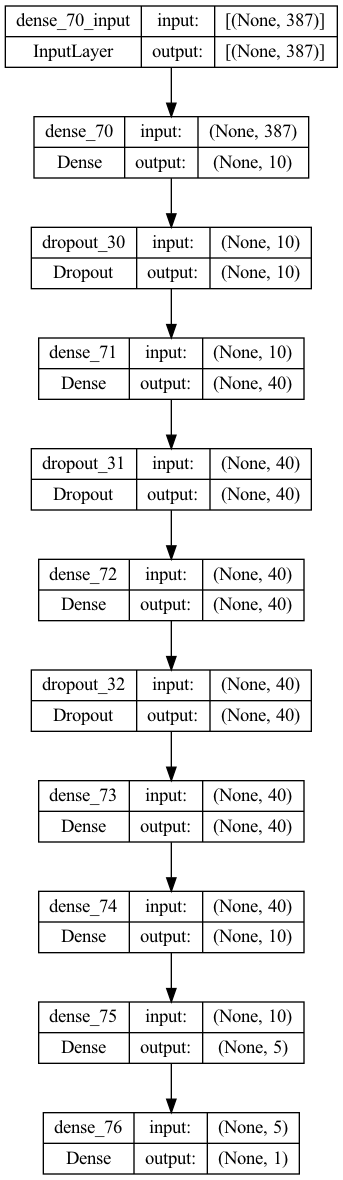 dense_70_input input: [(None, 387)]
InputLayer output: [(None, 387)]
dense_70 input: (None, 387)
Dense output: (None, 10)
dropout_30 input: (None, 10)
Dropout output: (None, 10)
dense_71 input: (None, 10)
Dense output: (None, 40)
dropout_31 input: (None, 40)
Dropout output: (None, 40)
dense_72 input: (None, 40)
Dense output: (None, 40)
dropout_32 input: (None, 40)
Dropout output: (None, 40)
dense_73 input: (None, 40)
Dense output: (None, 40)
dense_74 input: (None, 40)
Dense output: (None, 10)
dense_75 input: (None, 10)
Dense output: (None, 5)
dense_76 input: (None, 5)
Dense output: (None, 1)